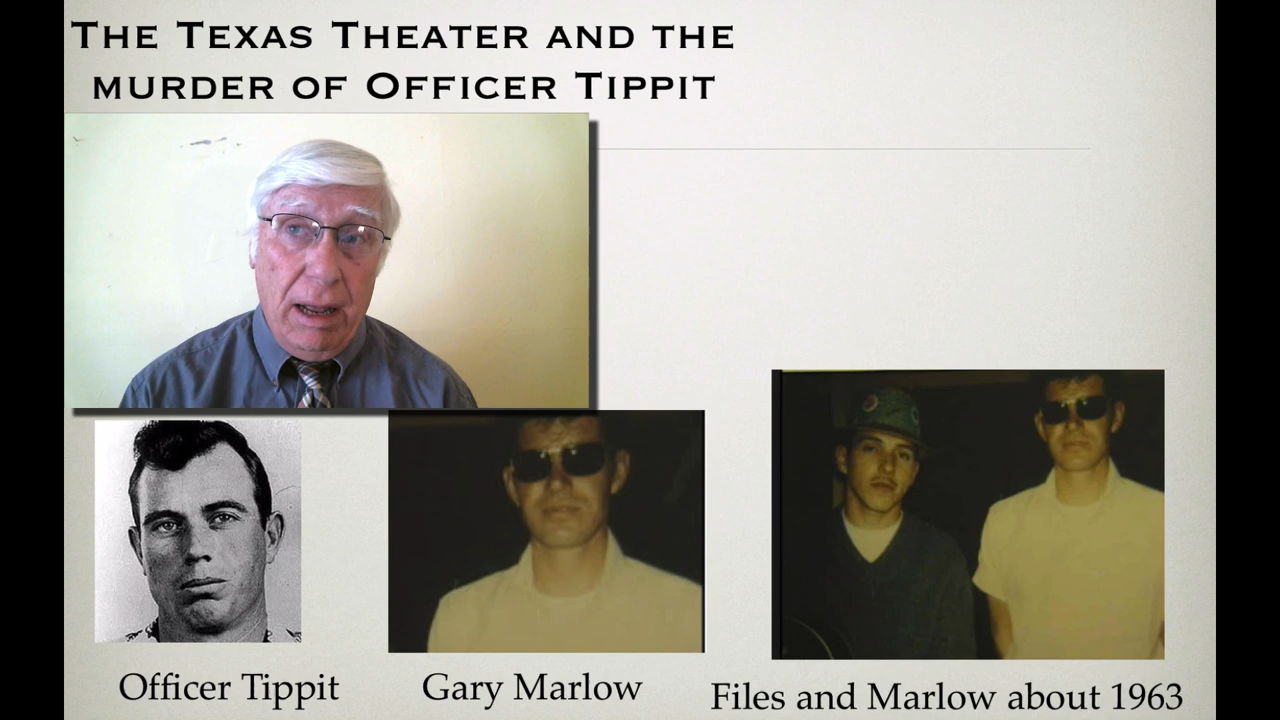 The Texas Theater and the
murder of Officer Tippit
Officer Tippit
Gary Marlow
Files and Marlow about 1963